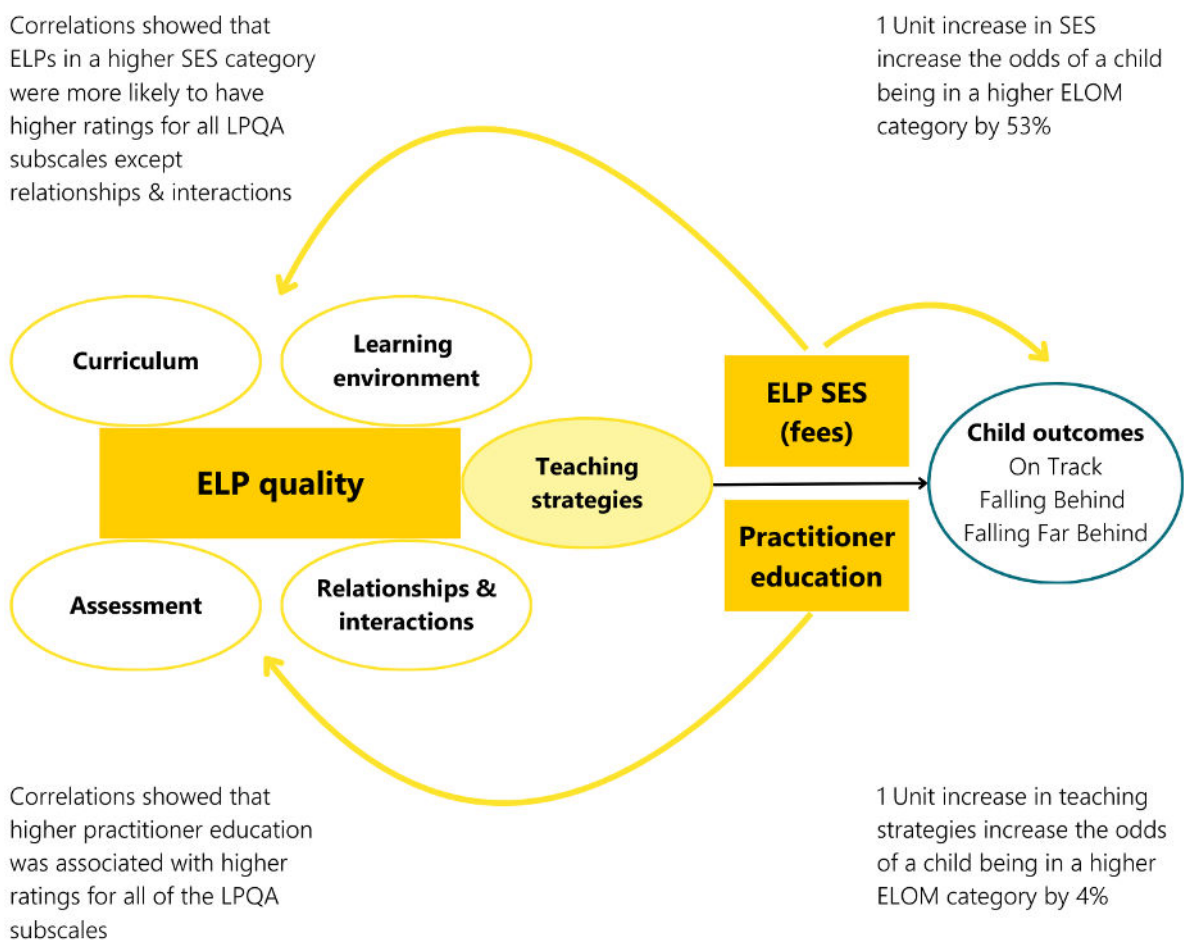 Correlations showed that
ELPs in a higher SES category
were more likely to have
higher ratings for all LPQA
subscales except
relationships & interactions
1 Unit increase in SES
increase the odds of a child
being in a higher ELOM
category by 53%
Curriculum
Learning
environment
ELP quality
Teaching
strategies
Assessment
Relationships &
interactions
ELP SES
(fees)
Practitioner
education
Child outcomes
On Track
Falling Behind
Falling Far Behind
Correlations showed that
higher practitioner education
was associated with higher
ratings for all of the LPQA
subscales
1 Unit increase in teaching
strategies increase the odds
of a child being in a higher
ELOM category by 4%